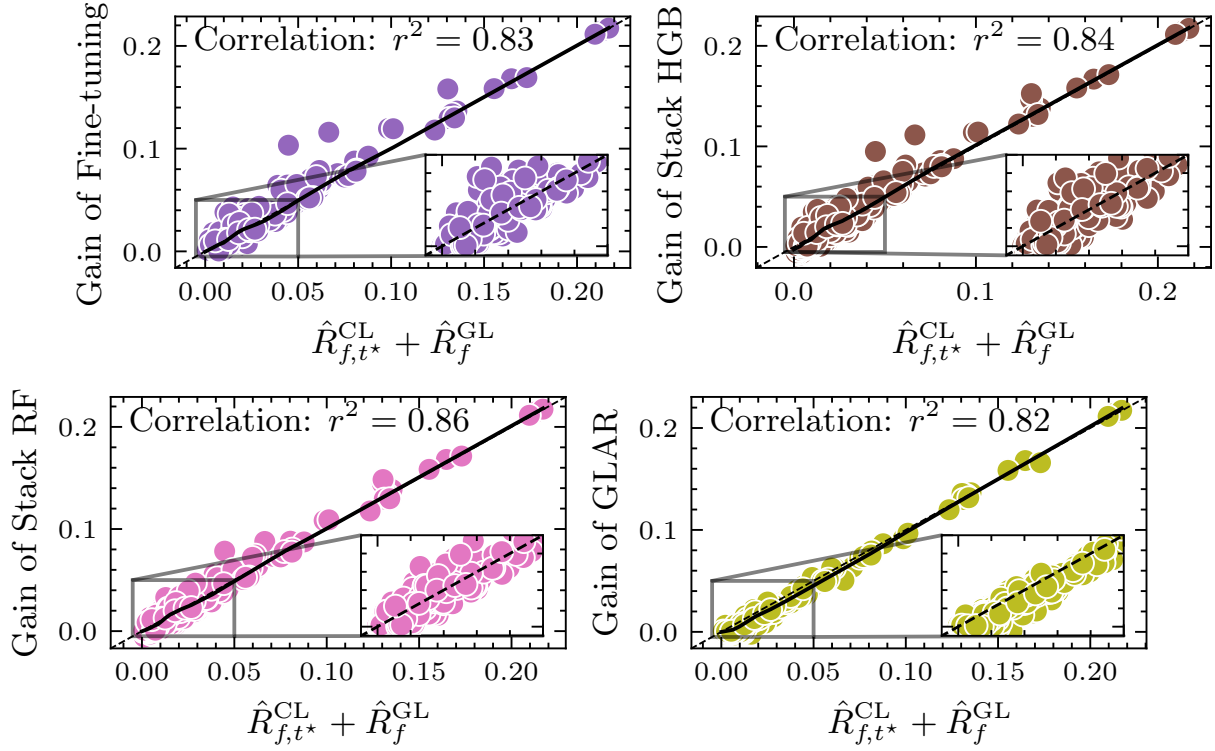 Gain of Fine-tuning
Correlation: r² = 0.83
0.2
0.1
0.0
0.00 0.05 0.10 0.15 0.20
R̂^CL_{f,t⋆} + R̂^GL_f
Gain of Stack HGB
Correlation: r² = 0.84
0.2
0.1
0.0
0.0 0.1 0.2
R̂^CL_{f,t⋆} + R̂^GL_f
Gain of Stack RF
Correlation: r² = 0.86
0.2
0.1
0.0
0.00 0.05 0.10 0.15 0.20
R̂^CL_{f,t⋆} + R̂^GL_f
Gain of GLAR
Correlation: r² = 0.82
0.2
0.1
0.0
0.00 0.05 0.10 0.15 0.20
R̂^CL_{f,t⋆} + R̂^GL_f